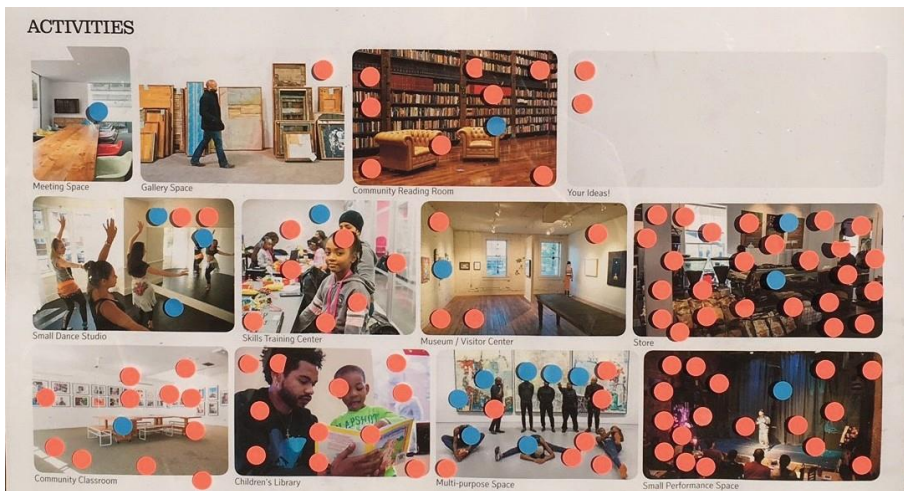 ACTIVITIES
Meeting Space
Gallery Space
Community Reading Room
Your Ideas!
Small Dance Studio
Skills Training Center
Museum / Visitor Center
Store
Community Classroom
Children's Library
Multi-purpose Space
Small Performance Space